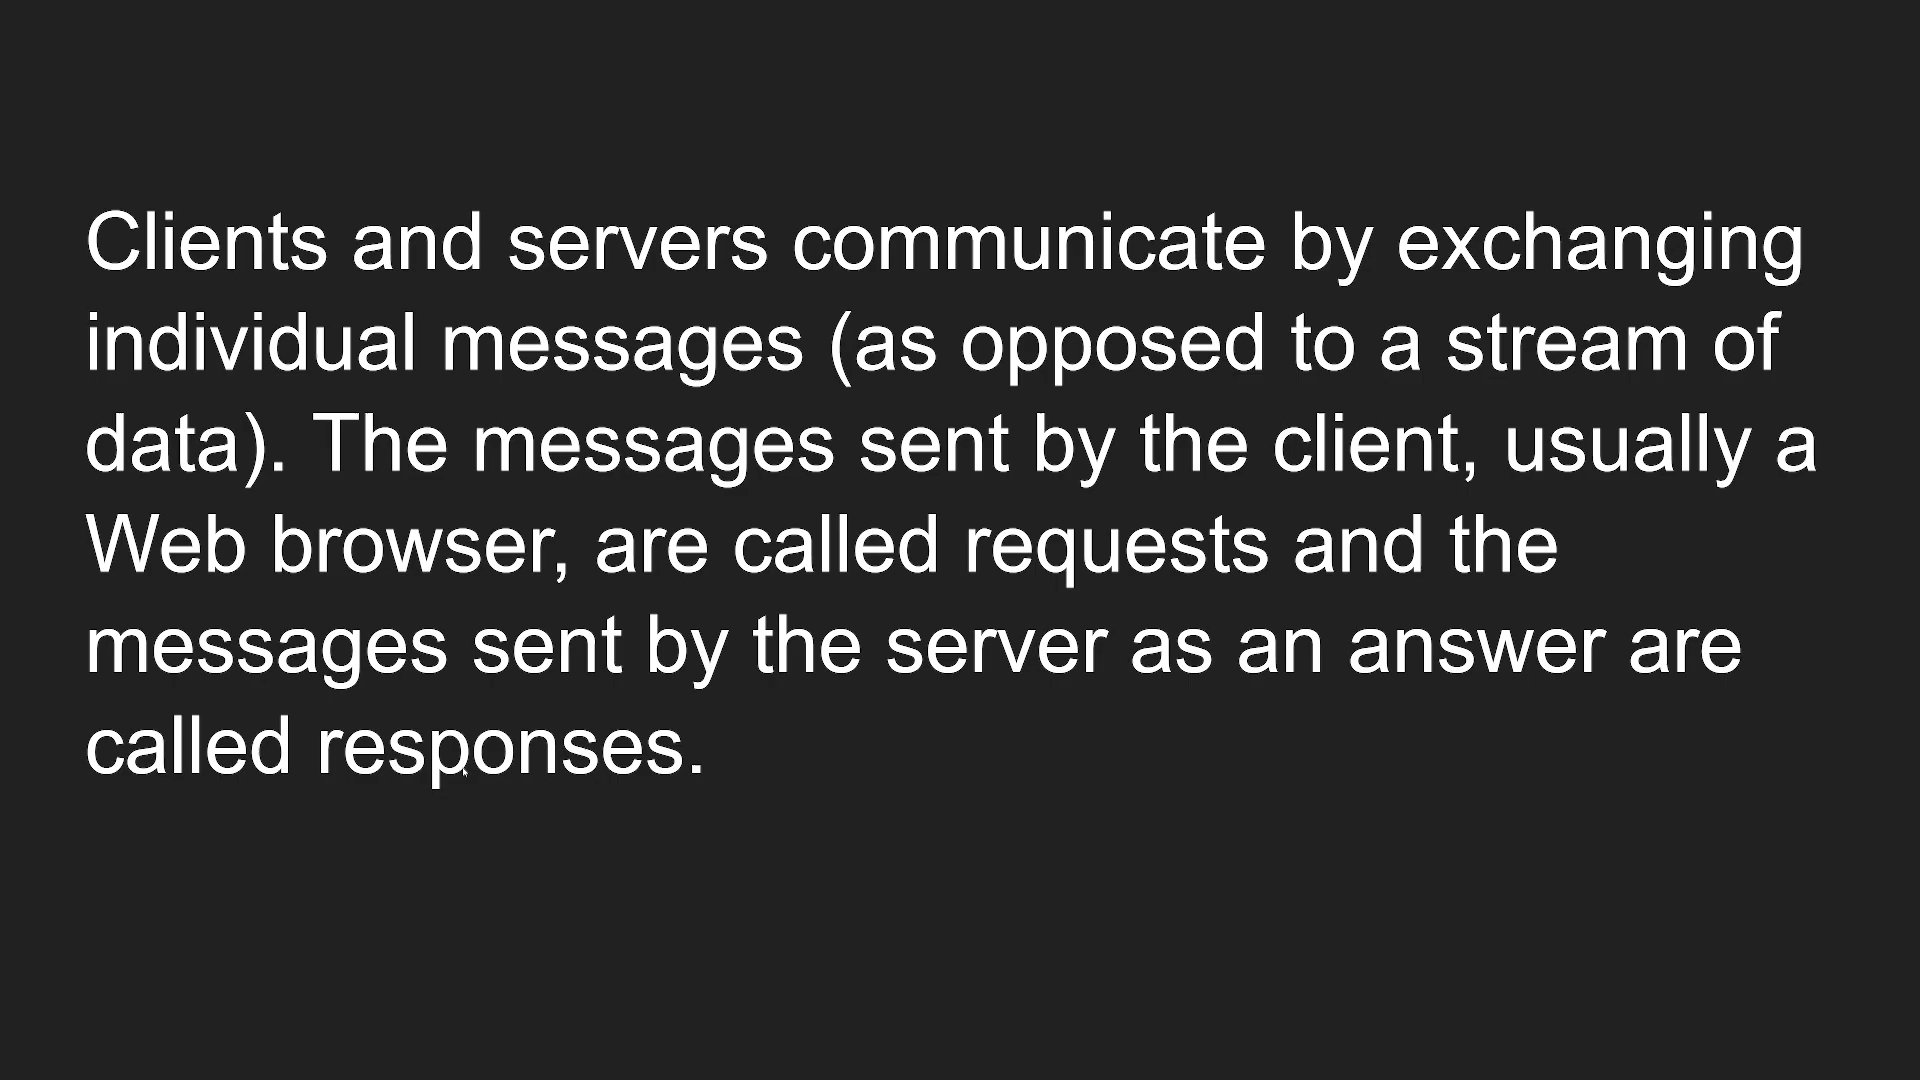 Clients and servers communicate by exchanging
individual messages (as opposed to a stream of
data). The messages sent by the client, usually a
Web browser, are called requests and the
messages sent by the server as an answer are
called responses.